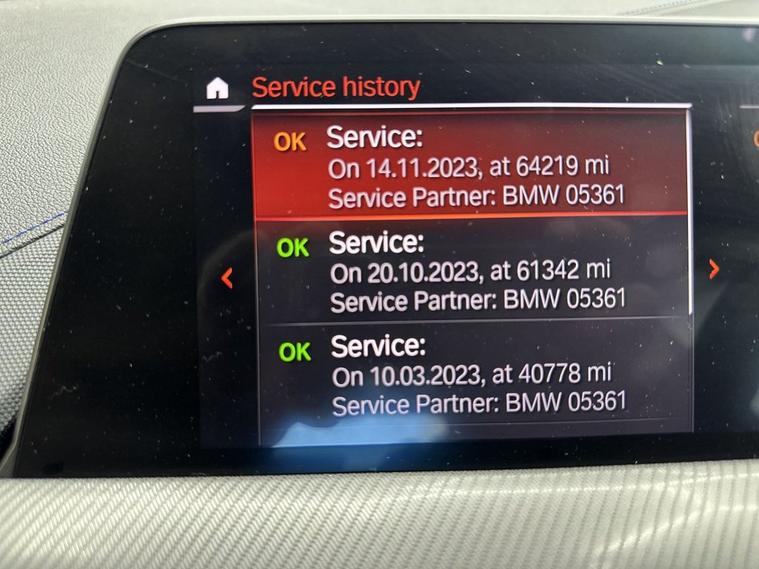 Service history
OK Service:
On 14.11.2023, at 64219 mi
Service Partner: BMW 05361
OK Service:
On 20.10.2023, at 61342 mi
Service Partner: BMW 05361
OK Service:
On 10.03.2023, at 40778 mi
Service Partner: BMW 05361